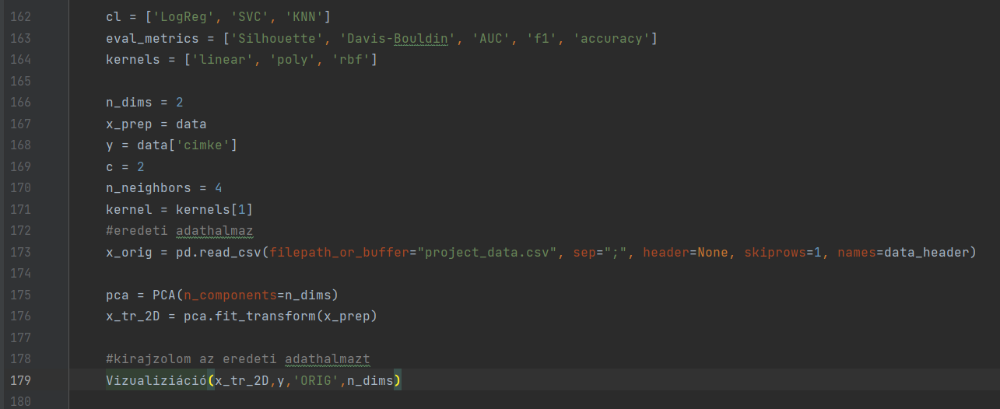 162 cl = ['LogReg', 'SVC', 'KNN']
163 eval_metrics = ['Silhouette', 'Davis-Bouldin', 'AUC', 'f1', 'accuracy']
164 kernels = ['linear', 'poly', 'rbf']
165
166 n_dims = 2
167 x_prep = data
168 y = data['cimke']
169 c = 2
170 n_neighbors = 4
171 kernel = kernels[1]
172 #eredeti adathalmaz
173 x_orig = pd.read_csv(filepath_or_buffer="project_data.csv", sep=";", header=None, skiprows=1, names=data_header)
174
175 pca = PCA(n_components=n_dims)
176 x_tr_2D = pca.fit_transform(x_prep)
177
178 #kirajzolom az eredeti adathalmazt
179 Vizualiziáció(x_tr_2D,y,'ORIG',n_dims)
180